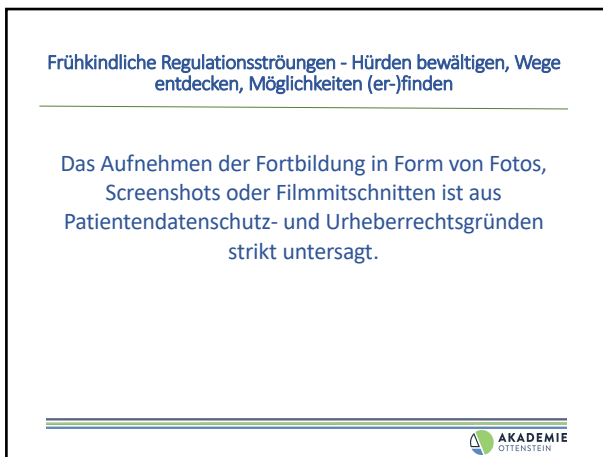 Frühkindliche Regulationsströungen - Hürden bewältigen, Wege
entdecken, Möglichkeiten (er-)finden
Das Aufnehmen der Fortbildung in Form von Fotos,
Screenshots oder Filmmitschnitten ist aus
Patientendatenschutz- und Urheberrechtsgründen
strikt untersagt.
AKADEMIE
OTTENSTEIN